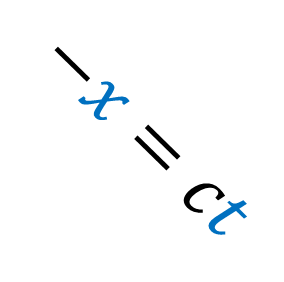 −x = ct